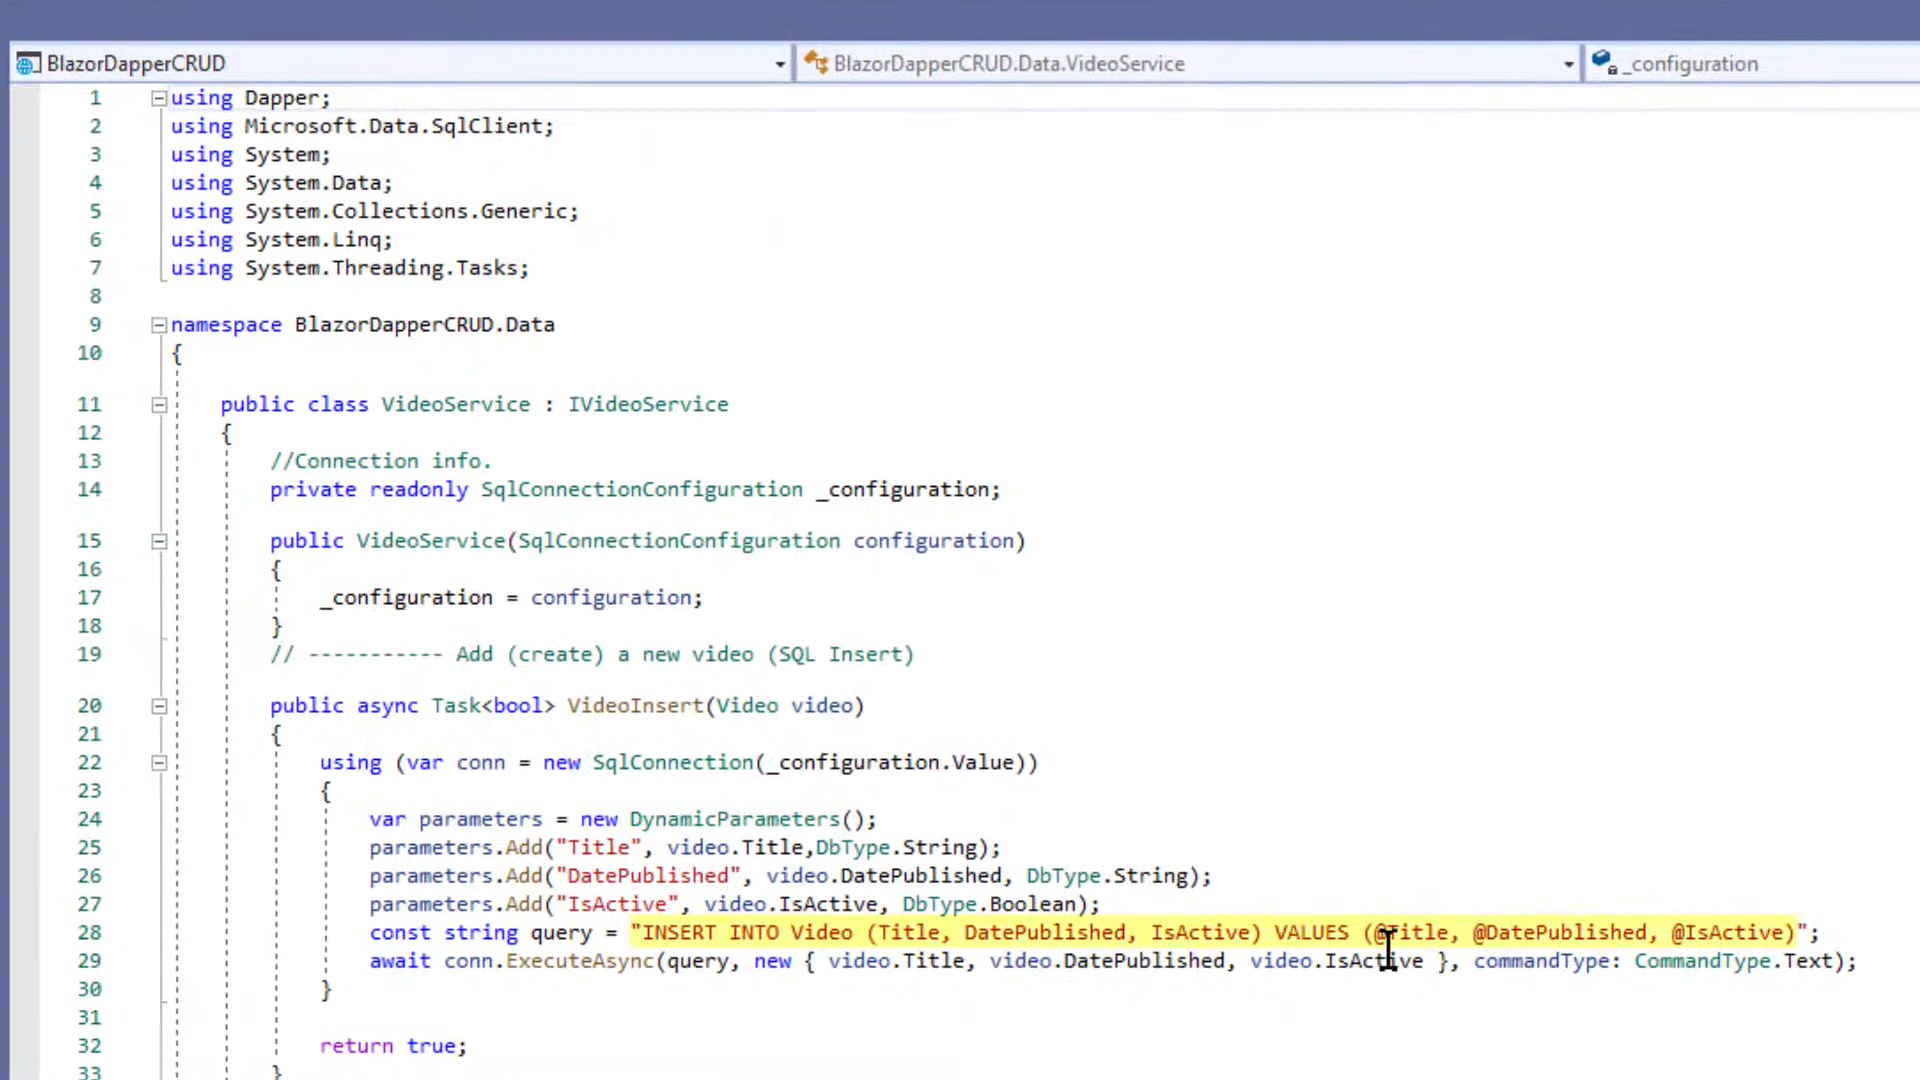 BlazorDapperCRUD BlazorDapperCRUD.Data.VideoService _configuration
1 using Dapper;
2 using Microsoft.Data.SqlClient;
3 using System;
4 using System.Data;
5 using System.Collections.Generic;
6 using System.Linq;
7 using System.Threading.Tasks;
8
9 namespace BlazorDapperCRUD.Data
10 {
11 public class VideoService : IVideoService
12 {
13 //Connection info.
14 private readonly SqlConnectionConfiguration _configuration;
15 public VideoService(SqlConnectionConfiguration configuration)
16 {
17 _configuration = configuration;
18 }
19 // ----------- Add (create) a new video (SQL Insert)
20 public async Task<bool> VideoInsert(Video video)
21 {
22 using (var conn = new SqlConnection(_configuration.Value))
23 {
24 var parameters = new DynamicParameters();
25 parameters.Add("Title", video.Title,DbType.String);
26 parameters.Add("DatePublished", video.DatePublished, DbType.String);
27 parameters.Add("IsActive", video.IsActive, DbType.Boolean);
28 const string query = "INSERT INTO Video (Title, DatePublished, IsActive) VALUES (@Title, @DatePublished, @IsActive)";
29 await conn.ExecuteAsync(query, new { video.Title, video.DatePublished, video.IsActive }, commandType: CommandType.Text);
30 }
31
32 return true;
33 }